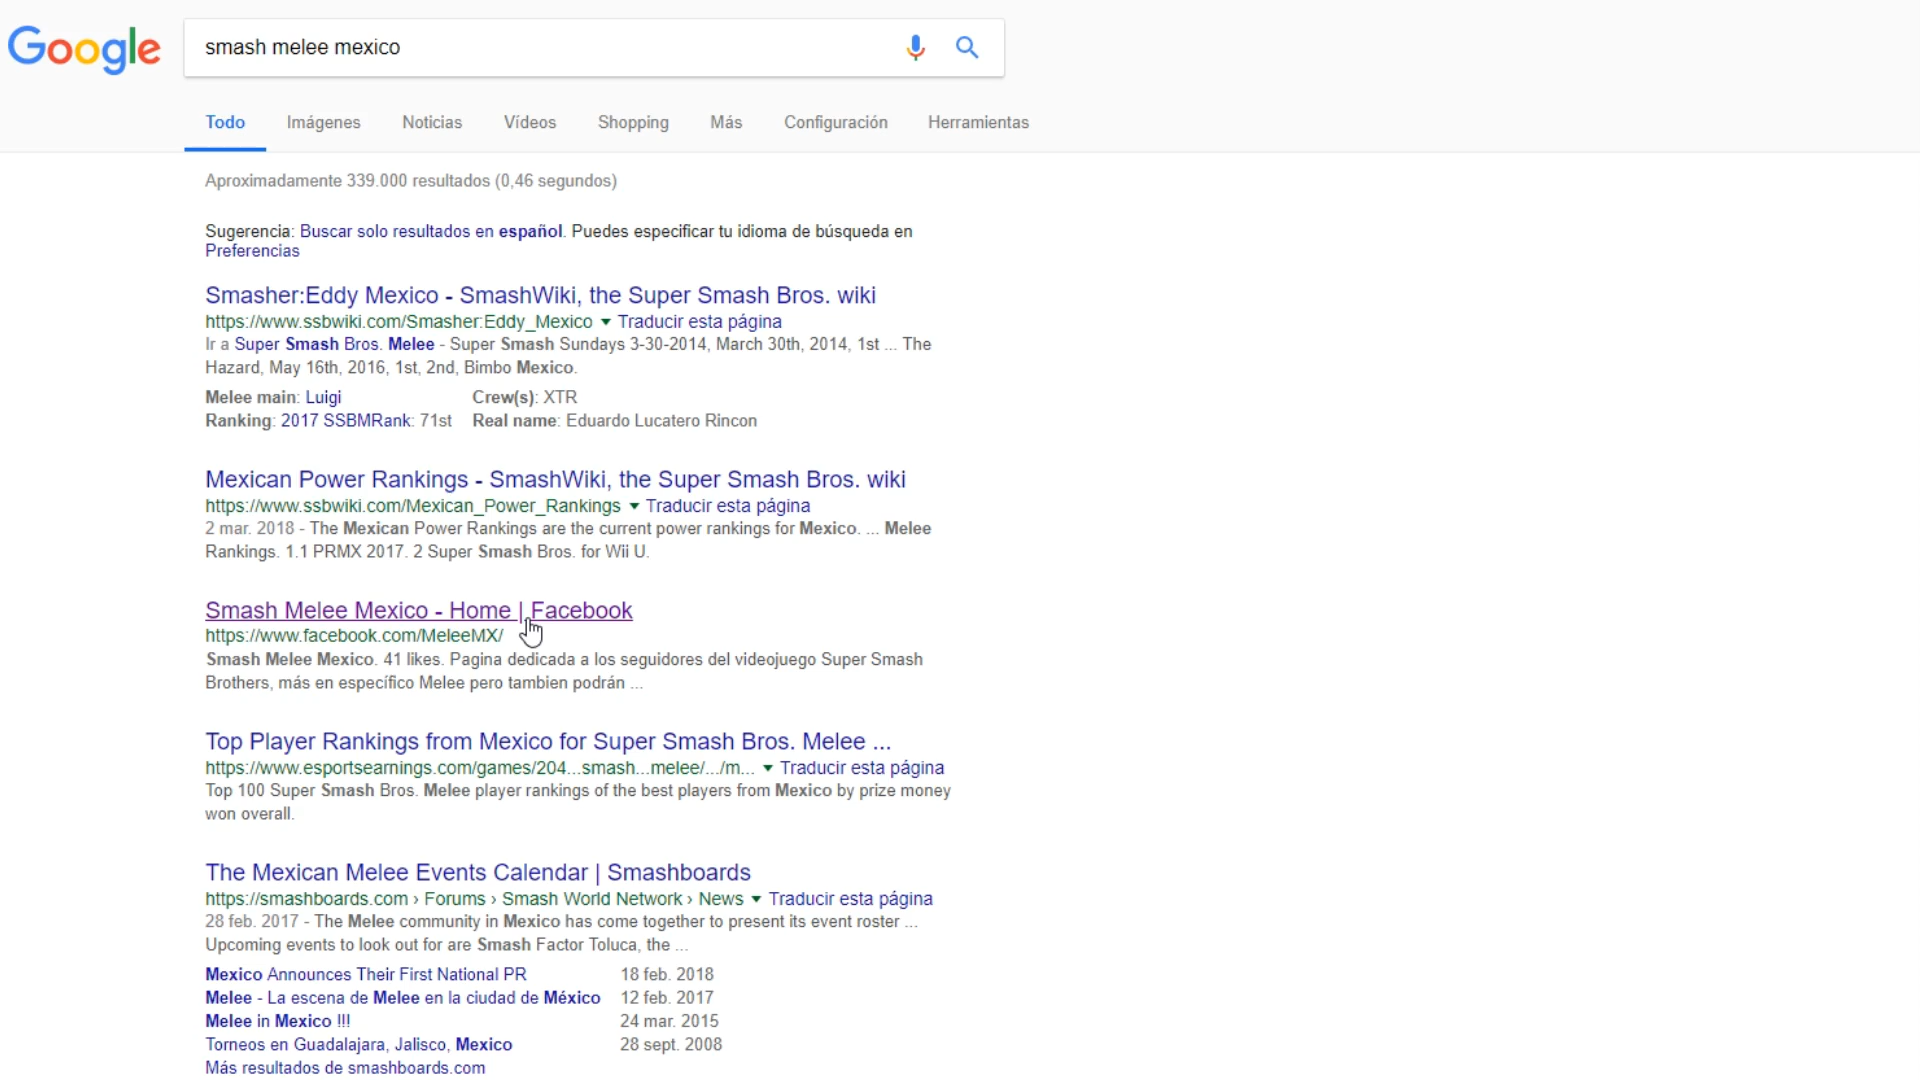 Google
smash melee mexico
Todo Imágenes Noticias Vídeos Shopping Más Configuración Herramientas
Aproximadamente 339.000 resultados (0,46 segundos)
Sugerencia: Buscar solo resultados en español. Puedes especificar tu idioma de búsqueda en
Preferencias
Smasher:Eddy Mexico - SmashWiki, the Super Smash Bros. wiki
https://www.ssbwiki.com/Smasher:Eddy_Mexico ▼ Traducir esta página
Ir a Super Smash Bros. Melee - Super Smash Sundays 3-30-2014, March 30th, 2014, 1st ... The
Hazard, May 16th, 2016, 1st, 2nd, Bimbo Mexico.
Melee main: Luigi Crew(s): XTR
Ranking: 2017 SSBMRank: 71st Real name: Eduardo Lucatero Rincon
Mexican Power Rankings - SmashWiki, the Super Smash Bros. wiki
https://www.ssbwiki.com/Mexican_Power_Rankings ▼ Traducir esta página
2 mar. 2018 - The Mexican Power Rankings are the current power rankings for Mexico. ... Melee
Rankings. 1.1 PRMX 2017. 2 Super Smash Bros. for Wii U.
Smash Melee Mexico - Home | Facebook
https://www.facebook.com/MeleeMX/
Smash Melee Mexico. 41 likes. Pagina dedicada a los seguidores del videojuego Super Smash
Brothers, más en específico Melee pero tambien podrán ...
Top Player Rankings from Mexico for Super Smash Bros. Melee ...
https://www.esportsearnings.com/games/204...smash...melee/.../m... ▼ Traducir esta página
Top 100 Super Smash Bros. Melee player rankings of the best players from Mexico by prize money
won overall.
The Mexican Melee Events Calendar | Smashboards
https://smashboards.com › Forums › Smash World Network › News ▼ Traducir esta página
28 feb. 2017 - The Melee community in Mexico has come together to present its event roster ...
Upcoming events to look out for are Smash Factor Toluca, the ...
Mexico Announces Their First National PR 18 feb. 2018
Melee - La escena de Melee en la ciudad de México 12 feb. 2017
Melee in Mexico !!! 24 mar. 2015
Torneos en Guadalajara, Jalisco, Mexico 28 sept. 2008
Más resultados de smashboards.com